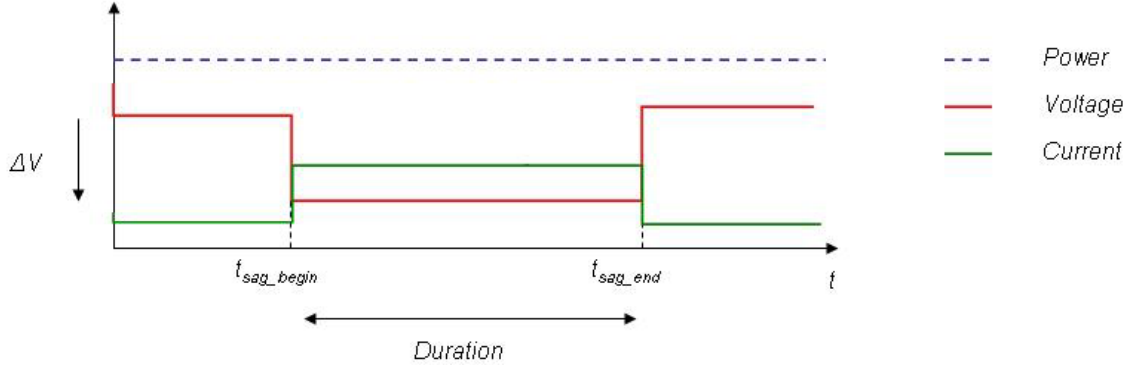 Power
Voltage
Current
ΔV
t_sag_begin
t_sag_end
t
Duration